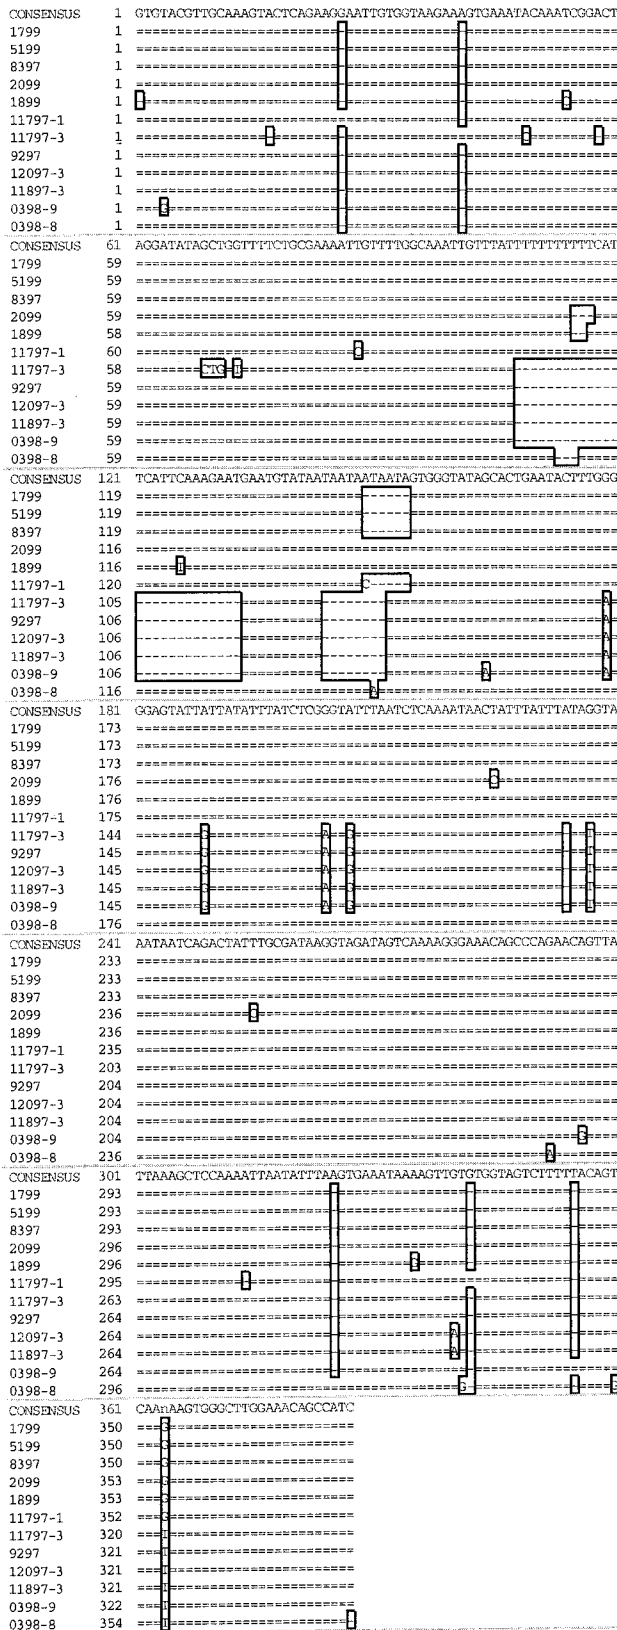 CONSENSUS 1 GTGTACGTTGCAAAGTACTCAGAAGGAATTGTGGTAAGAAAGTGAAATACAAATCGGACT
1799 1
5199 1
8397 1
2099 1
1899 1
11797-1 1
11797-3 1
9297 1
12097-3 1
11897-3 1
0398-9 1 G
0398-8 1
CONSENSUS 61 AGGATATAGCTGGTTTTCTGCGAAAATTGTTTTGGCAAATTGTTTATTTTTTTTTTTCAT
1799 59
5199 59
8397 59
2099 59
1899 58
11797-1 60 C
11797-3 58 CTG T
9297 59
12097-3 59
11897-3 59
0398-9 59
0398-8 59
CONSENSUS 121 TCATTCAAAGAATGAATGTATAATAATAATAATAGTGGGTATAGCACTGAATACTTTGGG
1799 119
5199 119
8397 119
2099 116
1899 116 T
11797-1 120 C
11797-3 105 A
9297 106 A
12097-3 106 A
11897-3 106 A
0398-9 106 A A
0398-8 116 A
CONSENSUS 181 GGAGTATTATTATATTTATCTCGGGTATTTAATCTCAAAATAACTATTTATTTATAGGTA
1799 173
5199 173
8397 173
2099 176 C
1899 176
11797-1 175
11797-3 144 G A G T
9297 145 G A G T
12097-3 145 G A G T
11897-3 145 G A G T
0398-9 145 G A G T
0398-8 176
CONSENSUS 241 AATAATCAGACTATTTGCGATAAGGTAGATAGTCAAAAGGGAAACAGCCCAGAACAGTTA
1799 233
5199 233
8397 233
2099 236 C
1899 236
11797-1 235
11797-3 203
9297 204
12097-3 204
11897-3 204
0398-9 204 G
0398-8 236 A
CONSENSUS 301 TTAAAGCTCCAAAATTAATATTTAAGTGAAATAAAAGTTGTGTGGTAGTCTTTTTACAGT
1799 293
5199 293
8397 293
2099 296
1899 296 G
11797-1 295
11797-3 263
9297 264
12097-3 264 A
11897-3 264 A
0398-9 264
0398-8 296 G
CONSENSUS 361 CAAnAAGTGGGCTTGGAAACAGCCATC
1799 350 G
5199 350 G
8397 350 G
2099 353 G
1899 353 G
11797-1 352 G
11797-3 320 T
9297 321 T
12097-3 321 T
11897-3 321 T
0398-9 322 T
0398-8 354 T